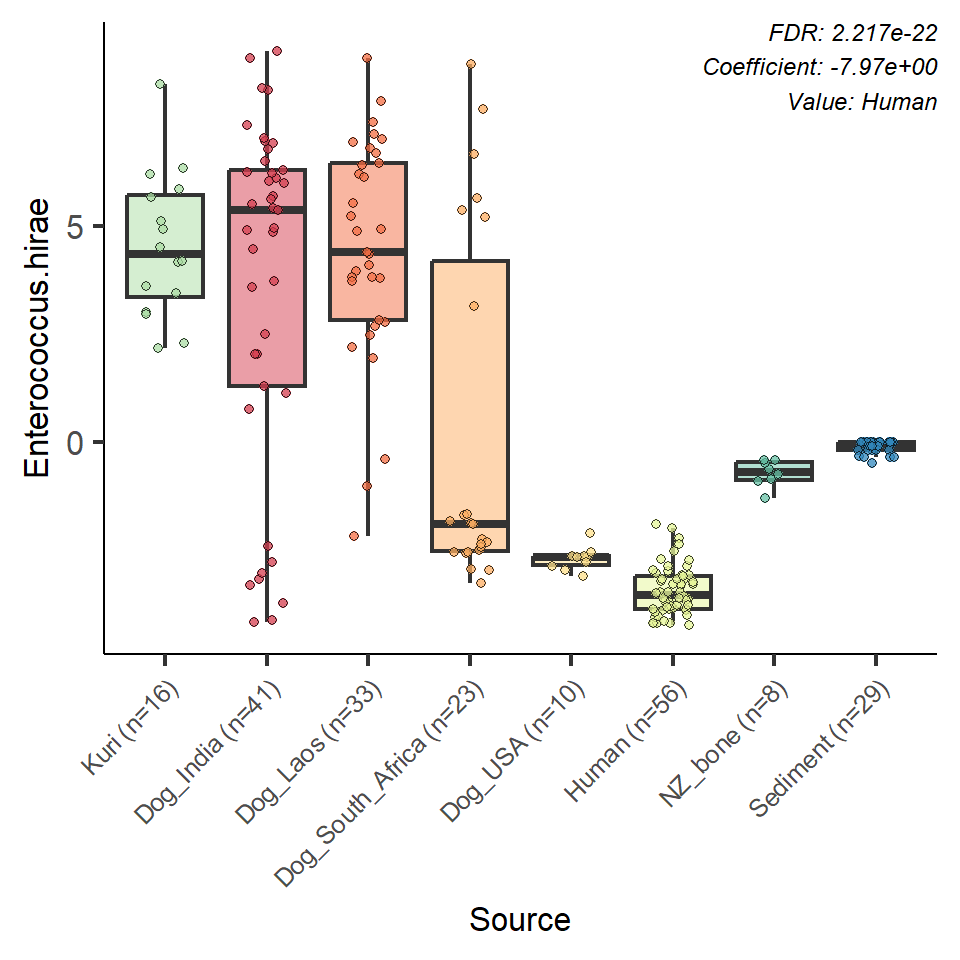 FDR: 2.217e-22
Coefficient: -7.97e+00
Value: Human
Enterococcus.hirae
5
0
Kuri (n=16)
Dog_India (n=41)
Dog_Laos (n=33)
Dog_South_Africa (n=23)
Dog_USA (n=10)
Human (n=56)
NZ_bone (n=8)
Sediment (n=29)
Source